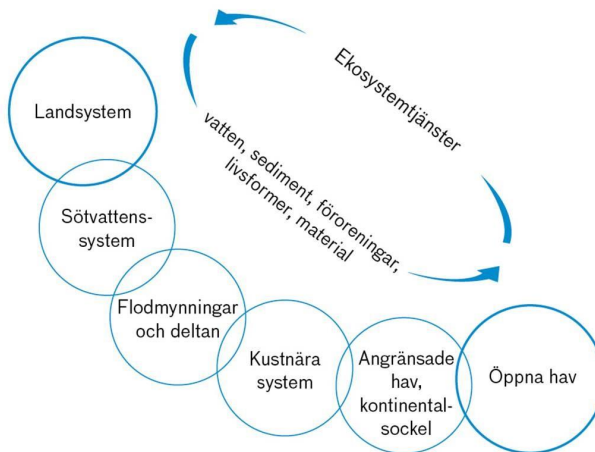 Ekosystemtjänster
vatten, sediment, föroreningar,
livsformer, material
Landsystem
Sötvattens-
system
Flodmynningar
och deltan
Kustnära
system
Angränsade
hav,
kontinental-
sockel
Öppna hav